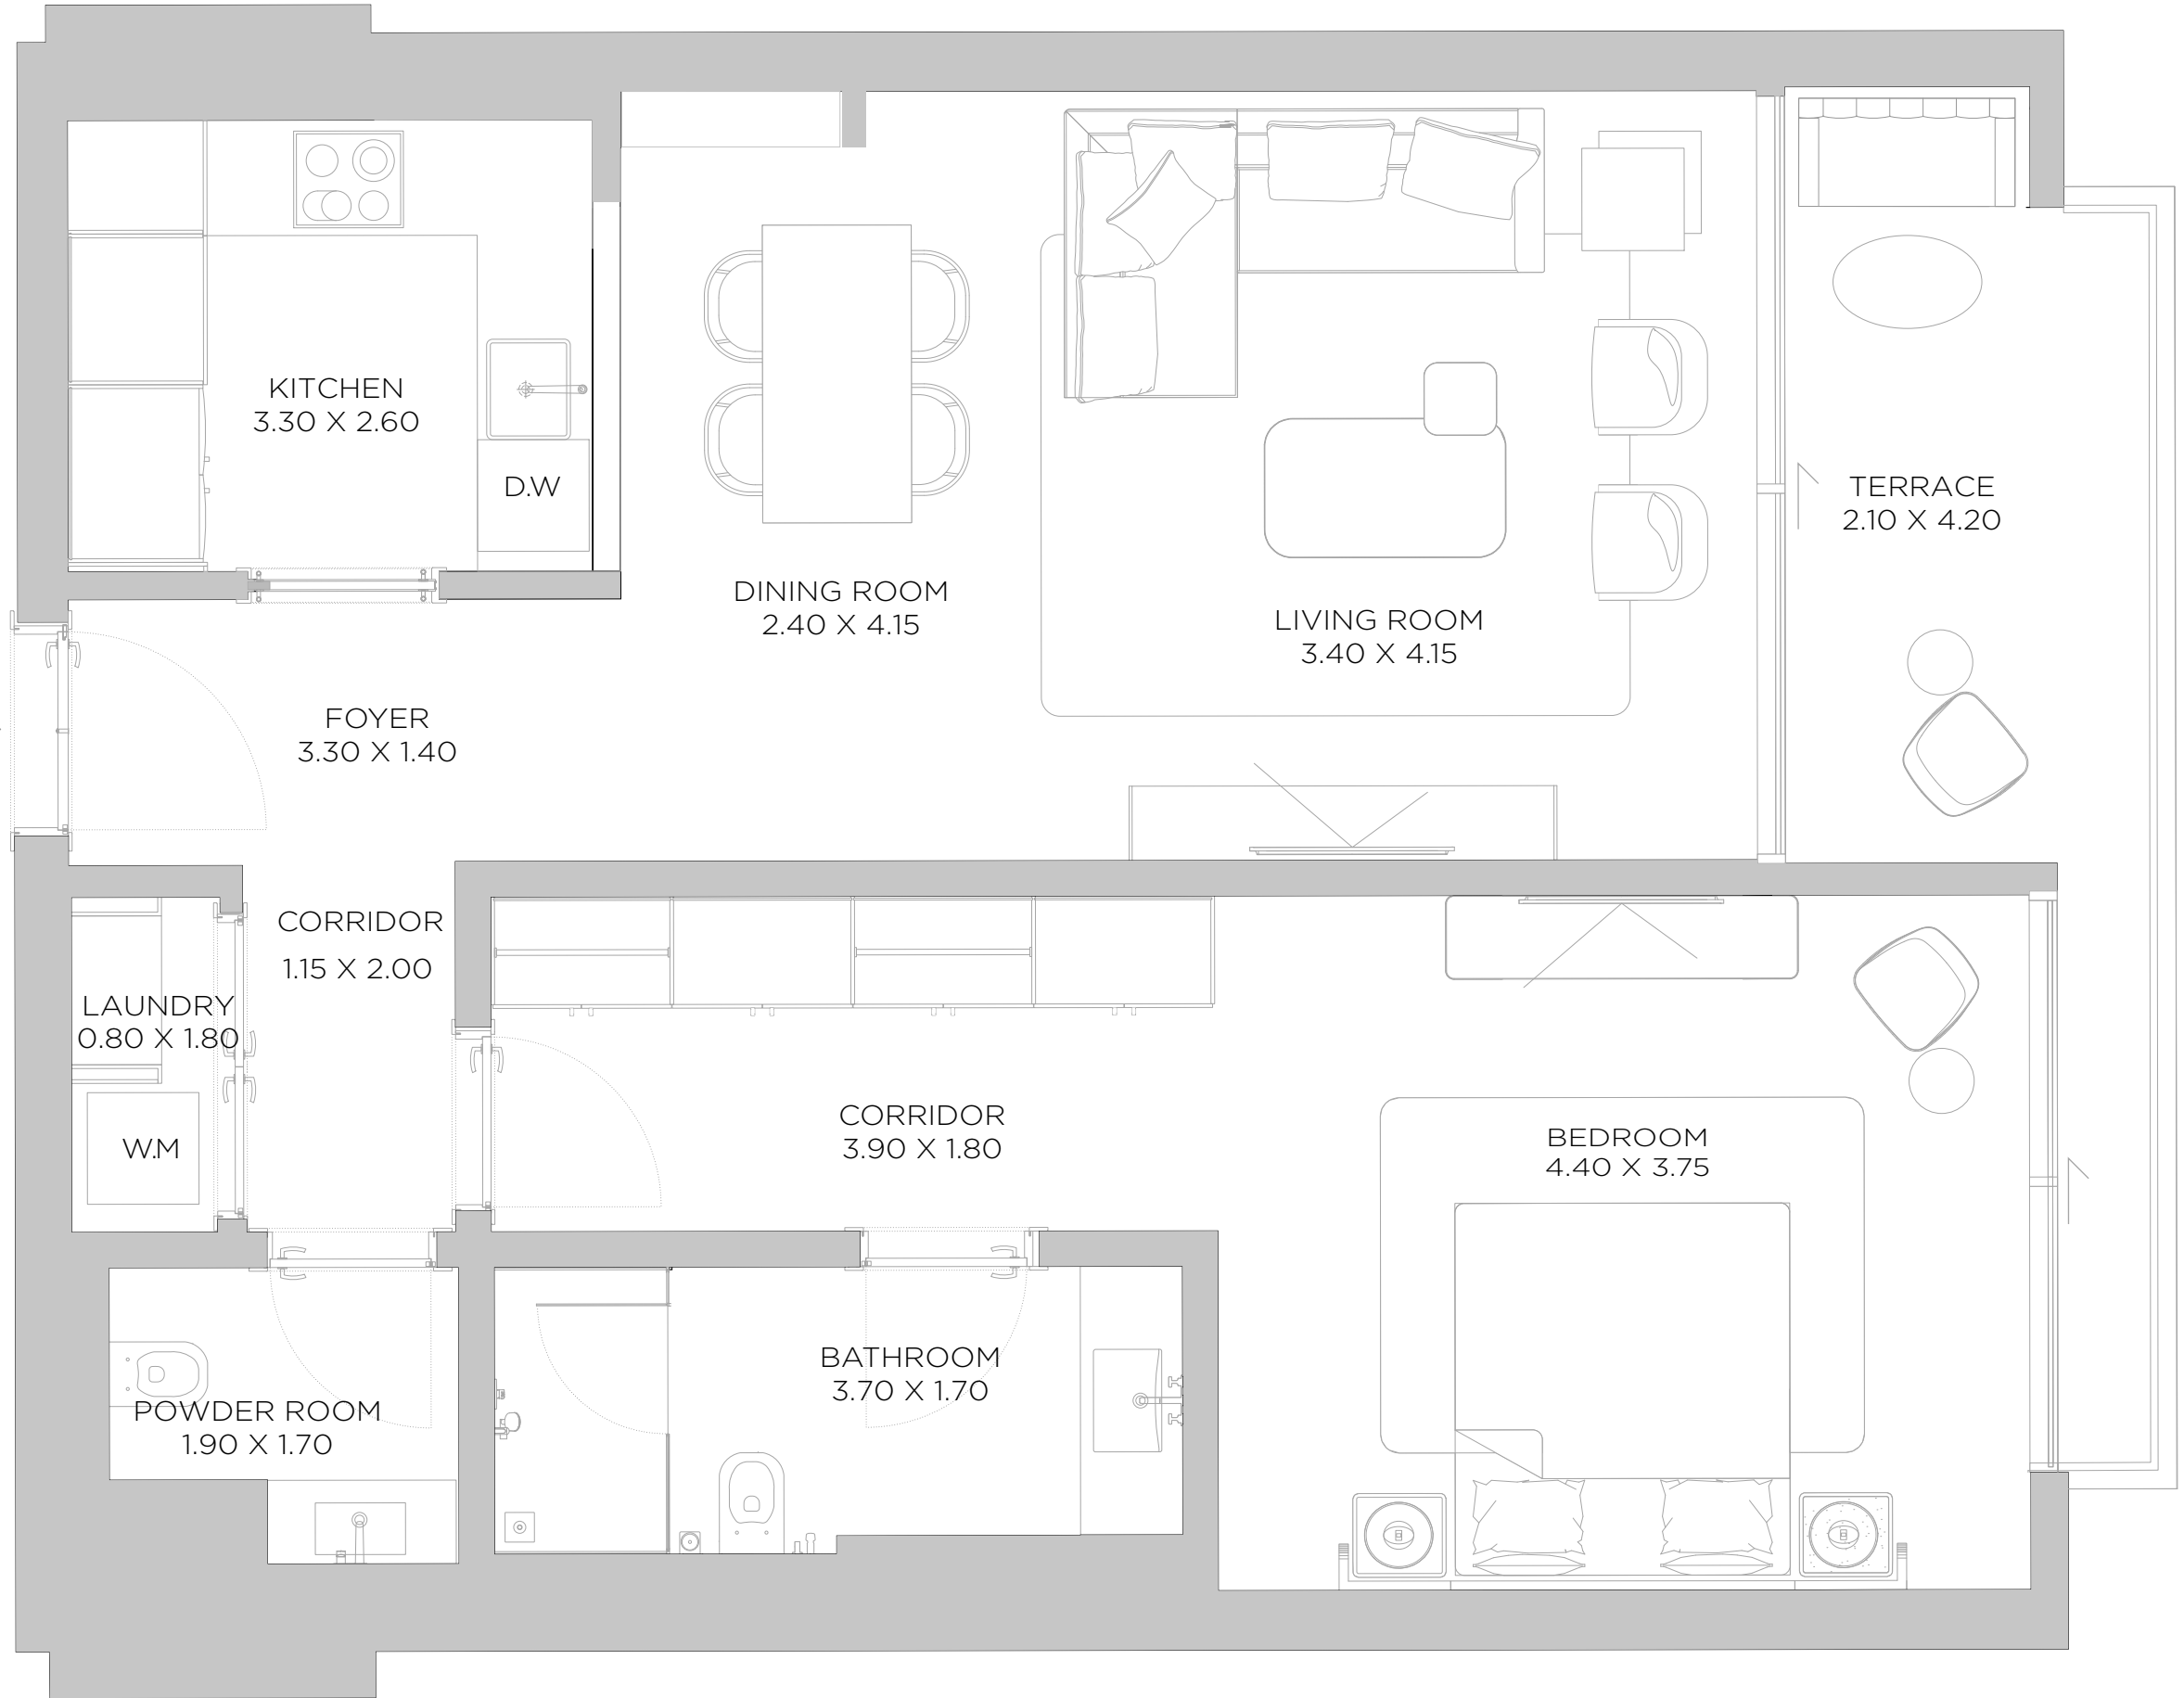 KITCHEN
3.30 X 2.60
D.W
TERRACE
2.10 X 4.20
DINING ROOM
2.40 X 4.15
LIVING ROOM
3.40 X 4.15
FOYER
3.30 X 1.40
CORRIDOR
1.15 X 2.00
LAUNDRY
0.80 X 1.80
W.M
CORRIDOR
3.90 X 1.80
BEDROOM
4.40 X 3.75
BATHROOM
3.70 X 1.70
POWDER ROOM
1.90 X 1.70